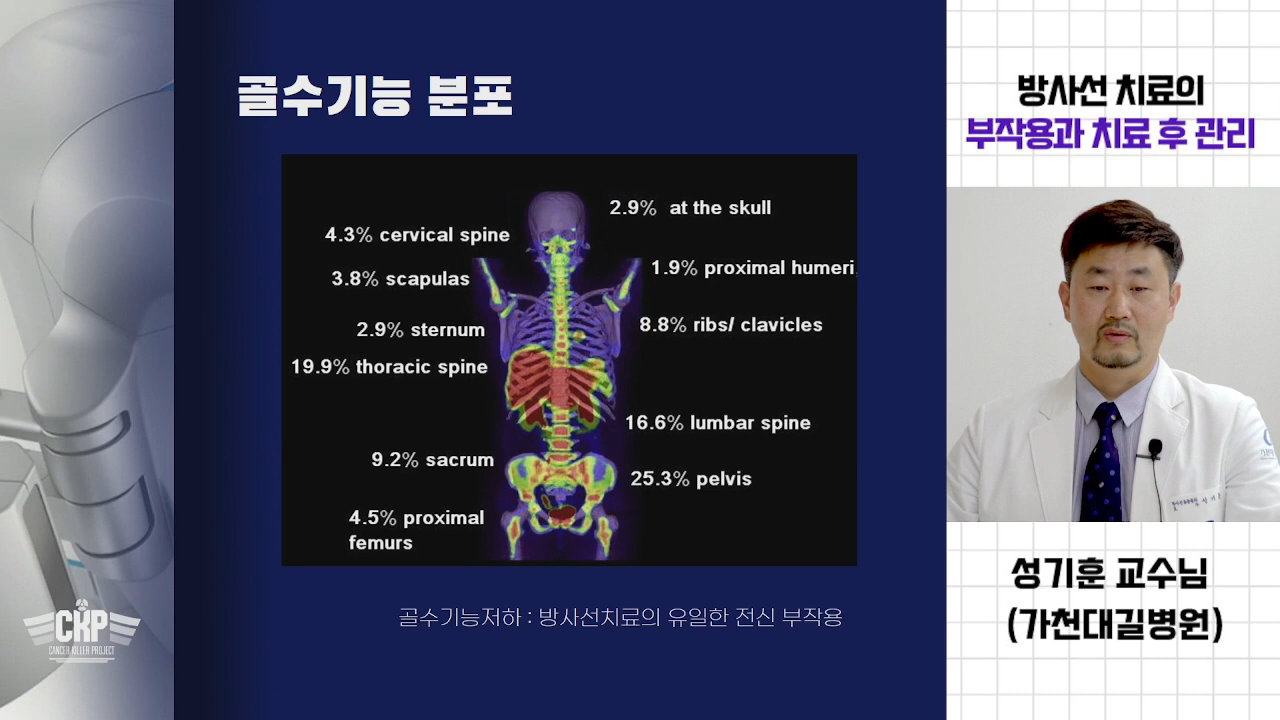 골수기능 분포
2.9% at the skull
4.3% cervical spine
1.9% proximal humeri,
3.8% scapulas
8.8% ribs/ clavicles
2.9% sternum
19.9% thoracic spine
16.6% lumbar spine
9.2% sacrum
25.3% pelvis
4.5% proximal
femurs
골수기능저하 : 방사선치료의 유일한 전신 부작용
CKP
CANCER KILLER PROJECT
방사선 치료의
부작용과 치료 후 관리
성기훈 교수님
(가천대길병원)